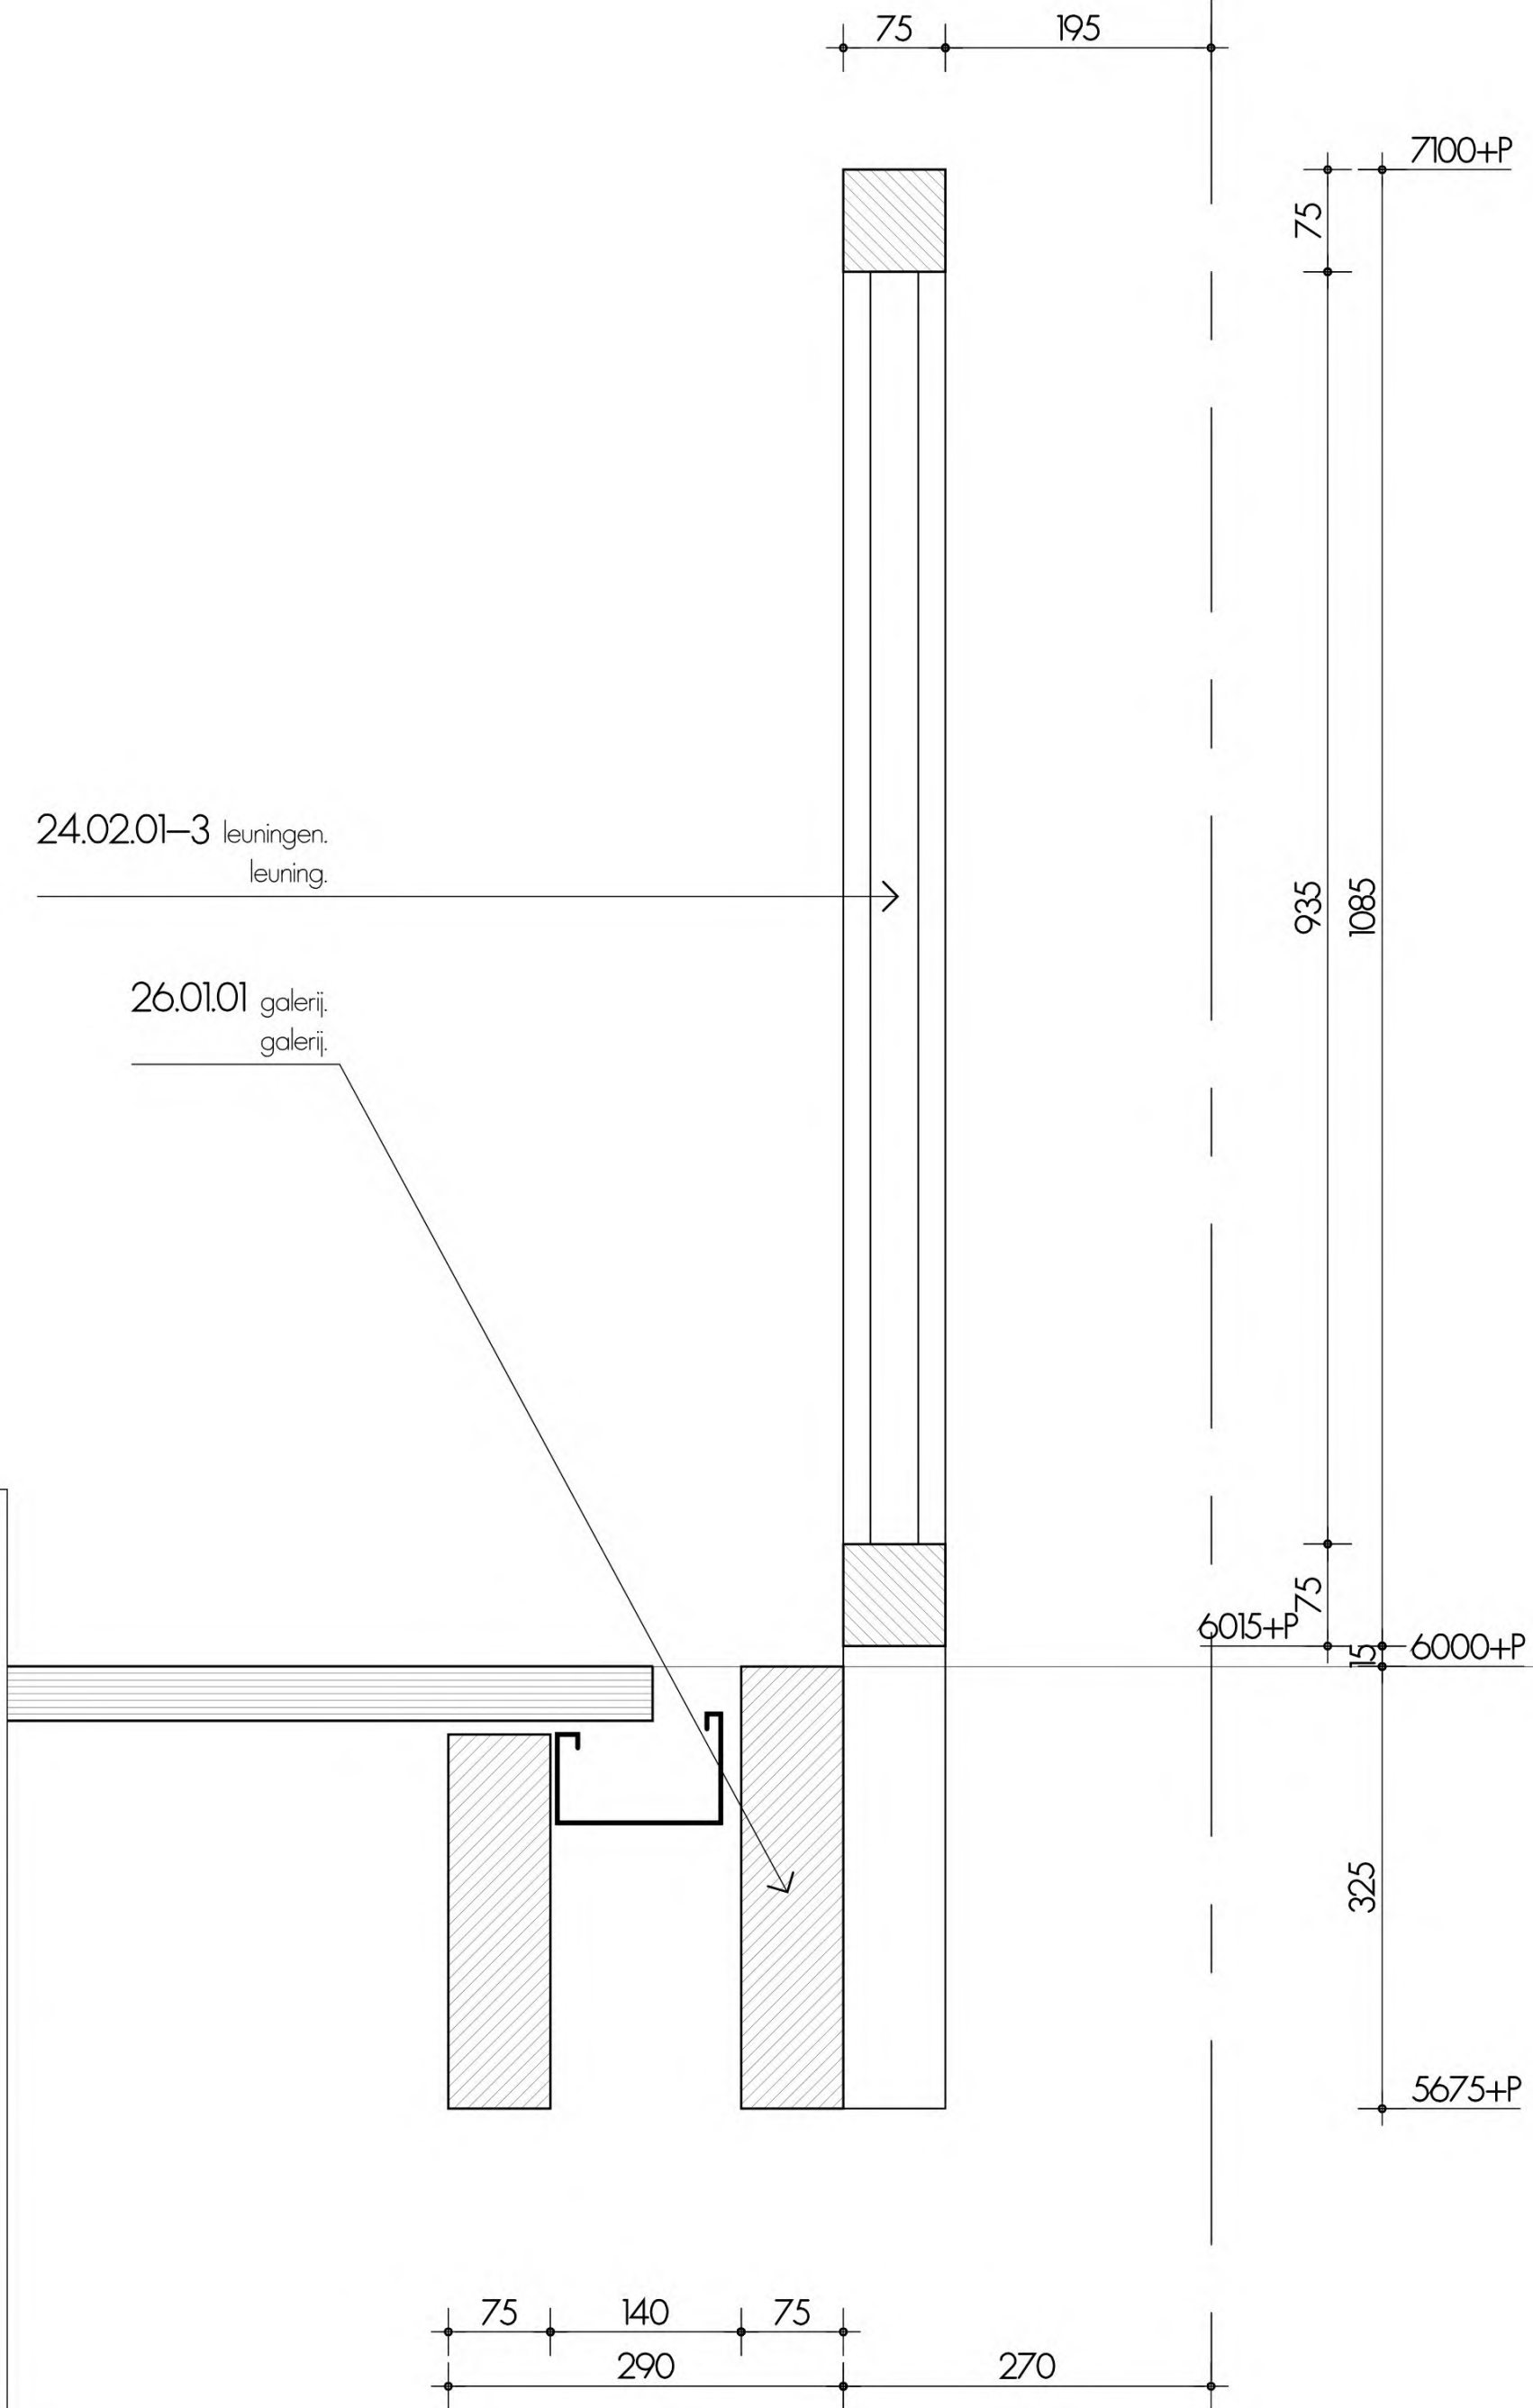 75 195
7100+P
75
24.02.01–3 leuningen.
leuning.
935
1085
26.01.01 galerij.
galerij.
75
6015+P
15
6000+P
325
5675+P
75 140 75
290 270